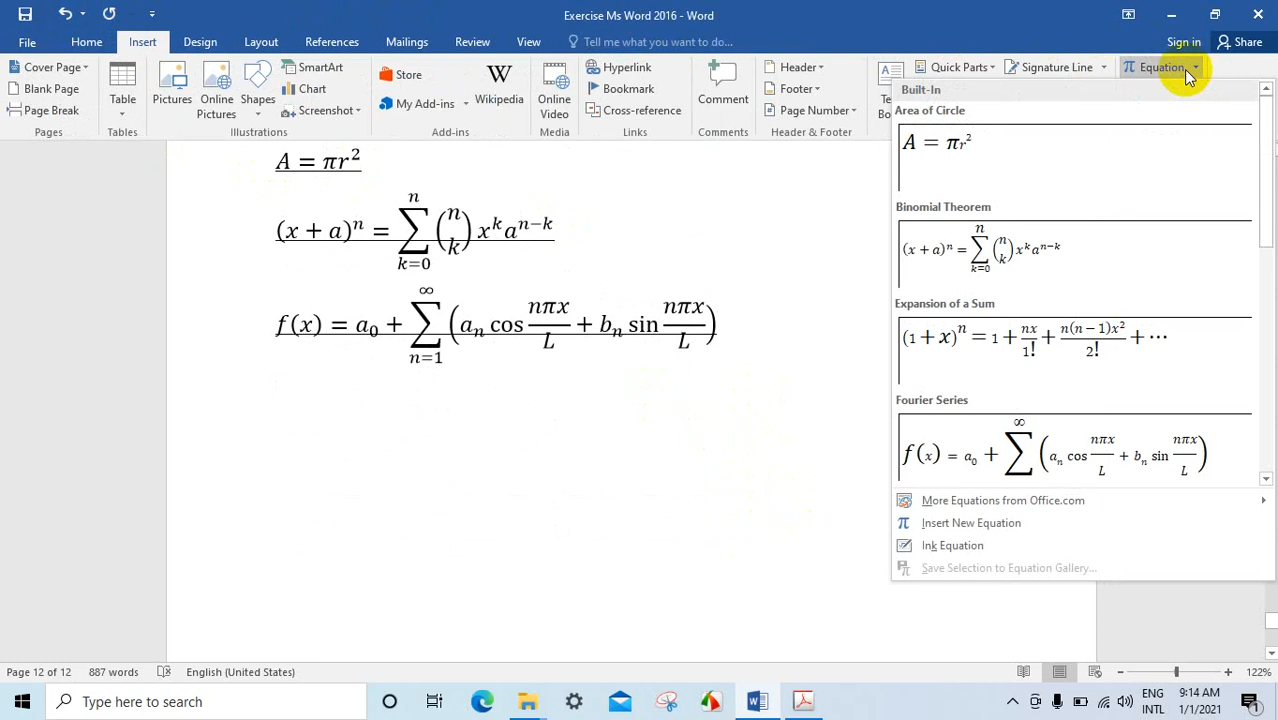 Exercise Ms Word 2016 - Word
File Home Insert Design Layout References Mailings Review View Tell me what you want to do... Sign in Share
Cover Page
Blank Page
Page Break
Pages
Table
Tables
Pictures
Online Pictures
Shapes
SmartArt
Chart
Screenshot
Illustrations
Store
My Add-ins
W
Wikipedia
Add-ins
Online Video
Media
Hyperlink
Bookmark
Cross-reference
Links
Comment
Comments
Header
Footer
Page Number
Header & Footer
A
Quick Parts
Signature Line
π Equation
A = πr²
(x + a)ⁿ = ∑_{k=0}^{n} (n k) x^k a^{n−k}
f(x) = a₀ + ∑_{n=1}^{∞} (aₙ cos nπx/L + bₙ sin nπx/L)
Built-In
Area of Circle
A = πr²
Binomial Theorem
(x + a)ⁿ = ∑_{k=0}^{n} (n k) x^k a^{n−k}
Expansion of a Sum
(1 + x)ⁿ = 1 + nx/1! + n(n−1)x²/2! + ⋯
Fourier Series
f(x) = a₀ + ∑_{n=1}^{∞} (aₙ cos nπx/L + bₙ sin nπx/L)
More Equations from Office.com
π Insert New Equation
Ink Equation
Save Selection to Equation Gallery...
Page 12 of 12 887 words English (United States) 122%
Type here to search
ENG
INTL
9:14 AM
1/1/2021
1